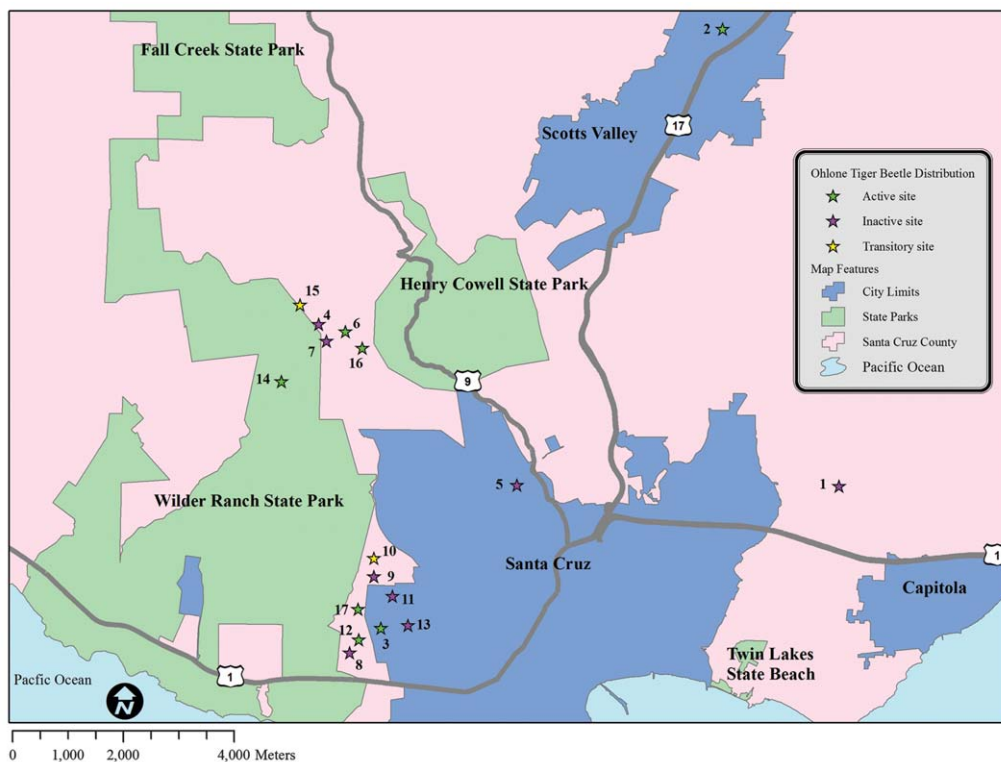 Fall Creek State Park
2
17
Scotts Valley
Ohlone Tiger Beetle Distribution
Active site
Inactive site
Transitory site
Map Features
City Limits
State Parks
Santa Cruz County
Pacific Ocean
Henry Cowell State Park
15
4
6
7
16
14
9
5
1
Wilder Ranch State Park
10
9
Santa Cruz
1
11
Capitola
17
13
12
3
8
Twin Lakes
State Beach
1
Pacfic Ocean
N
0 1,000 2,000 4,000 Meters